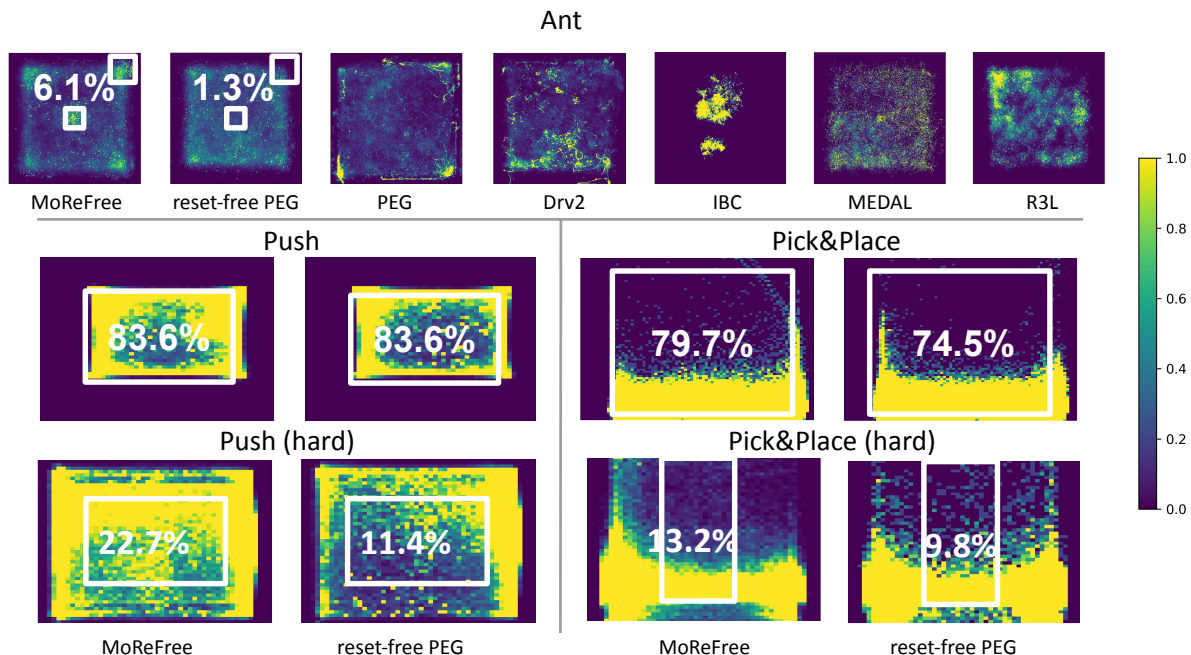 Ant
6.1%
1.3%
MoReFree
reset-free PEG
PEG
Drv2
IBC
MEDAL
R3L
Push
Pick&Place
83.6%
83.6%
79.7%
74.5%
Push (hard)
Pick&Place (hard)
22.7%
11.4%
13.2%
9.8%
MoReFree
reset-free PEG
MoReFree
reset-free PEG
1.0
0.8
0.6
0.4
0.2
0.0